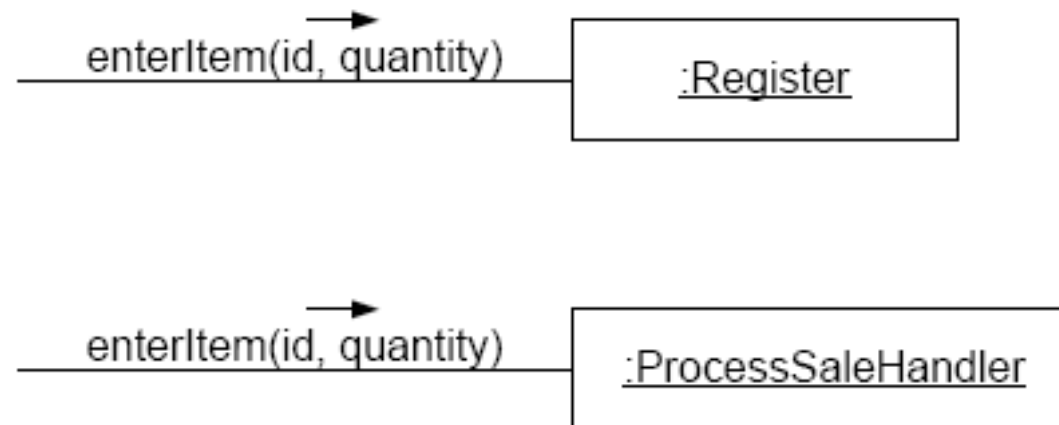 enterItem(id, quantity)
:Register
enterItem(id, quantity)
:ProcessSaleHandler